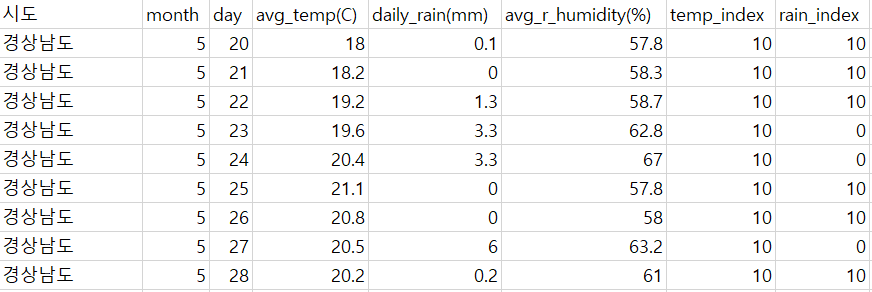 시도 month day avg_temp(C) daily_rain(mm) avg_r_humidity(%) temp_index rain_index
경상남도 5 20 18 0.1 57.8 10 10
경상남도 5 21 18.2 0 58.3 10 10
경상남도 5 22 19.2 1.3 58.7 10 10
경상남도 5 23 19.6 3.3 62.8 10 0
경상남도 5 24 20.4 3.3 67 10 0
경상남도 5 25 21.1 0 57.8 10 10
경상남도 5 26 20.8 0 58 10 10
경상남도 5 27 20.5 6 63.2 10 0
경상남도 5 28 20.2 0.2 61 10 10